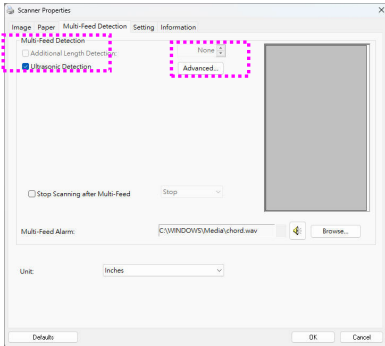 Scanner Properties
Image Paper Multi-Feed Detection Setting Information
Multi-Feed Detection
Additional Length Detection: None
Ultrasonic Detection Advanced...
Stop Scanning after Multi-Feed Stop
Multi-Feed Alarm: C:\WINDOWS\Media\chord.wav Browse...
Unit: Inches
Defaults OK Cancel